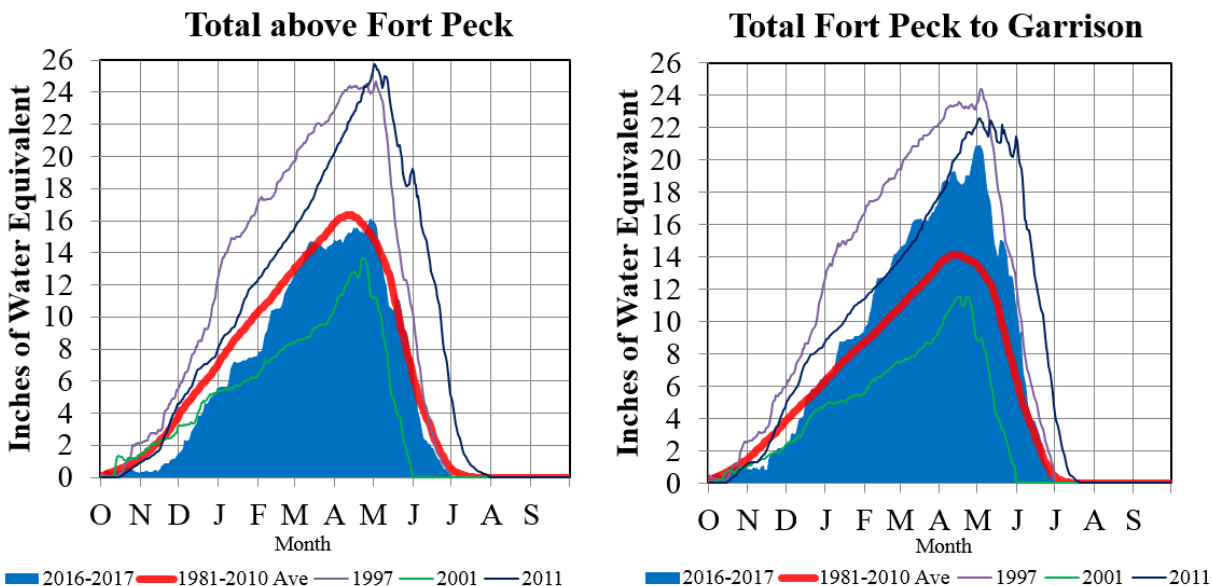 Total above Fort Peck
Inches of Water Equivalent
26
24
22
20
18
16
14
12
10
8
6
4
2
0
O N D J F M A M J J A S
Month
2016-2017 1981-2010 Ave 1997 2001 2011
Total Fort Peck to Garrison
Inches of Water Equivalent
26
24
22
20
18
16
14
12
10
8
6
4
2
0
O N D J F M A M J J A S
Month
2016-2017 1981-2010 Ave 1997 2001 2011